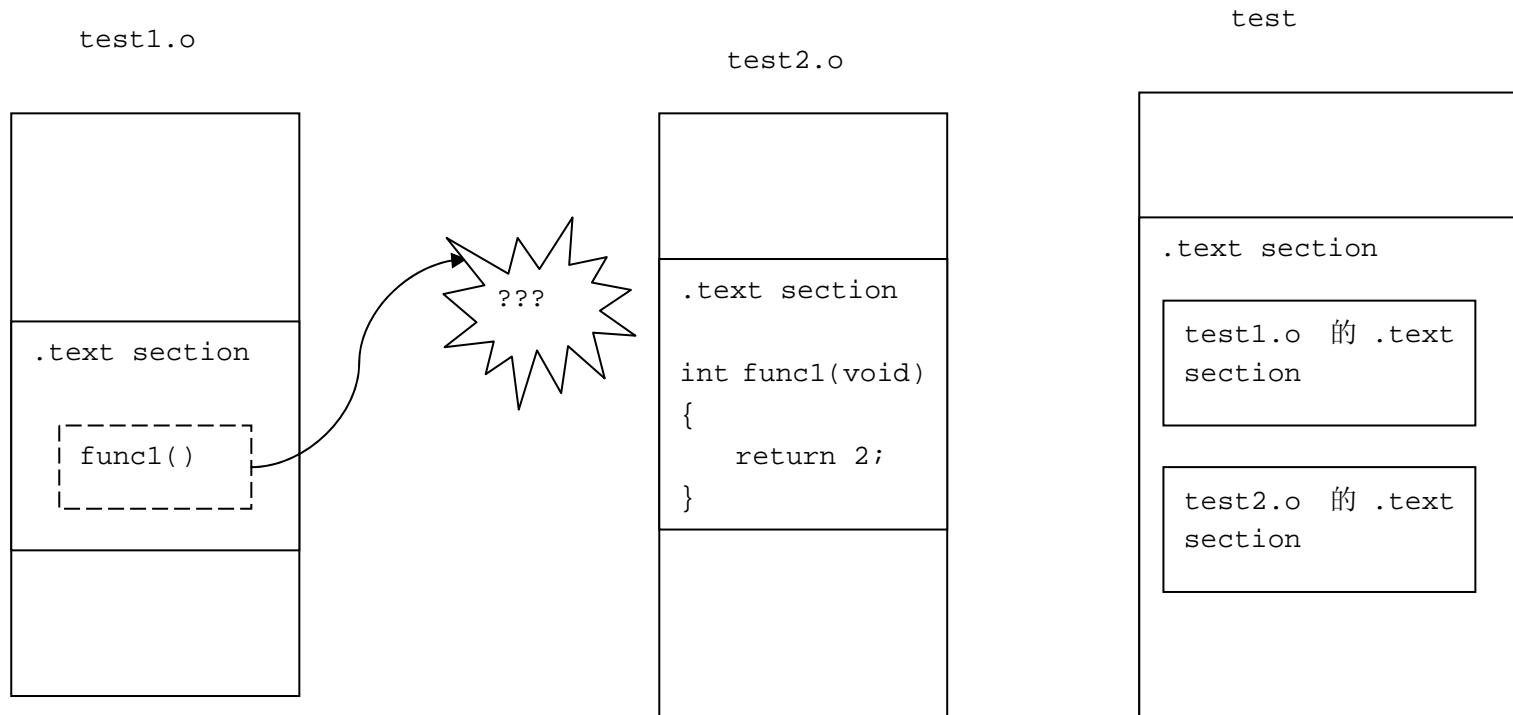 test1.o
.text section
func1()
???
test2.o
.text section
int func1(void)
{
return 2;
}
test
.text section
test1.o 的 .text
section
test2.o 的 .text
section